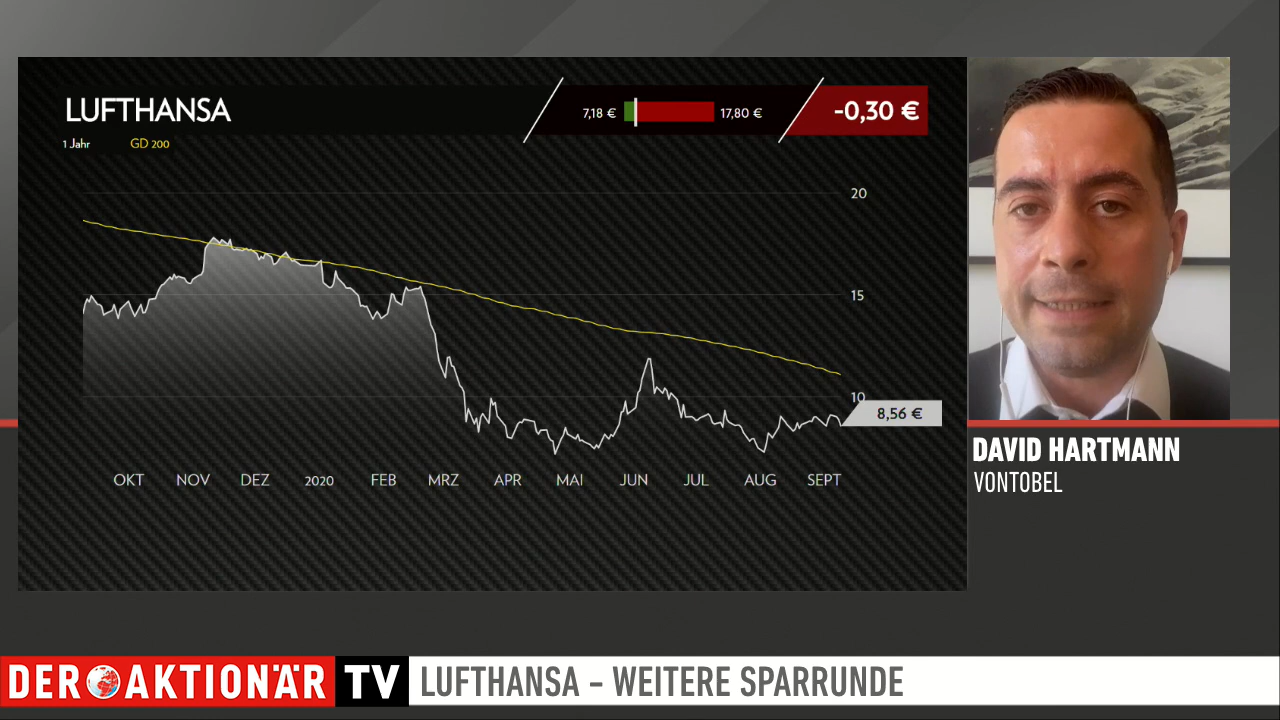 LUFTHANSA
7,18 € 17,80 €
-0,30 €
1 Jahr GD 200
20
15
10
8,56 €
OKT NOV DEZ 2020 FEB MRZ APR MAI JUN JUL AUG SEPT
DAVID HARTMANN
VONTOBEL
DER AKTIONÄR TV
LUFTHANSA – WEITERE SPARRUNDE